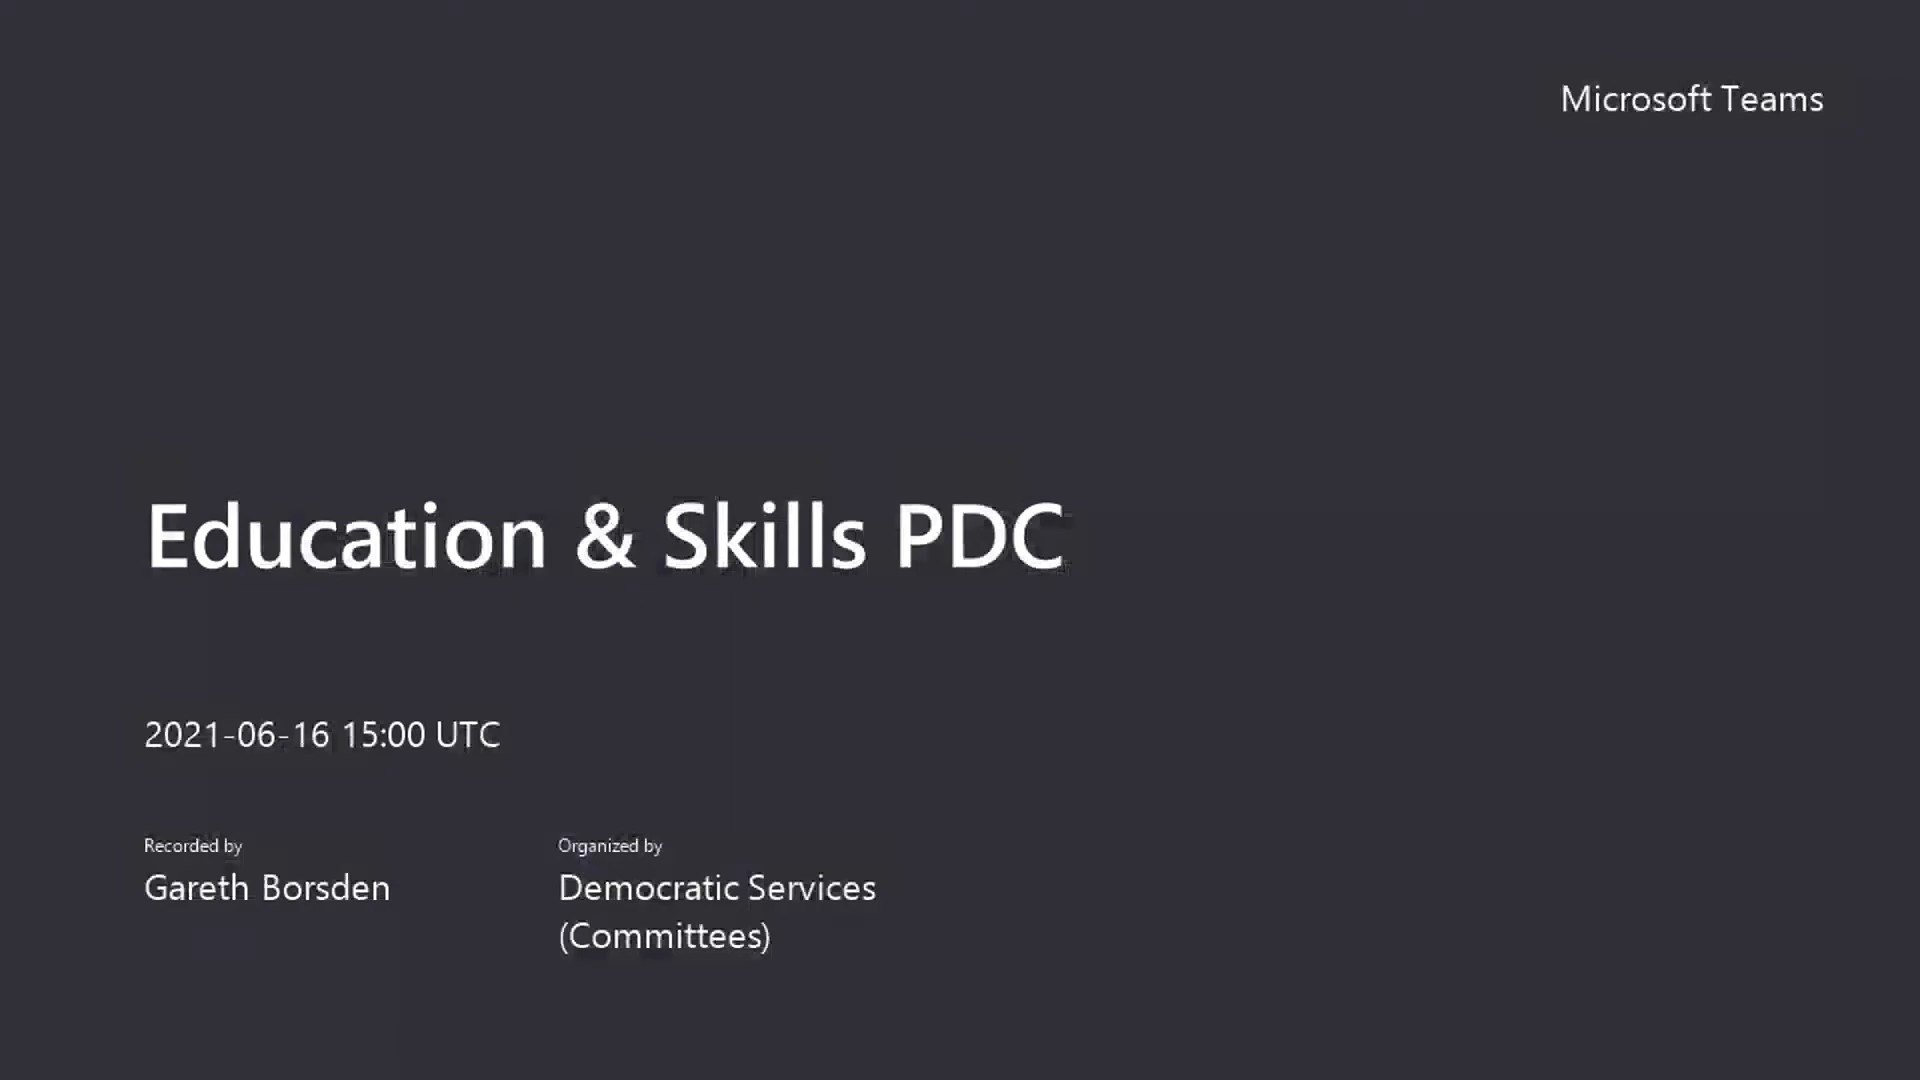 Microsoft Teams
Education & Skills PDC
2021-06-16 15:00 UTC
Recorded by
Gareth Borsden
Organized by
Democratic Services
(Committees)